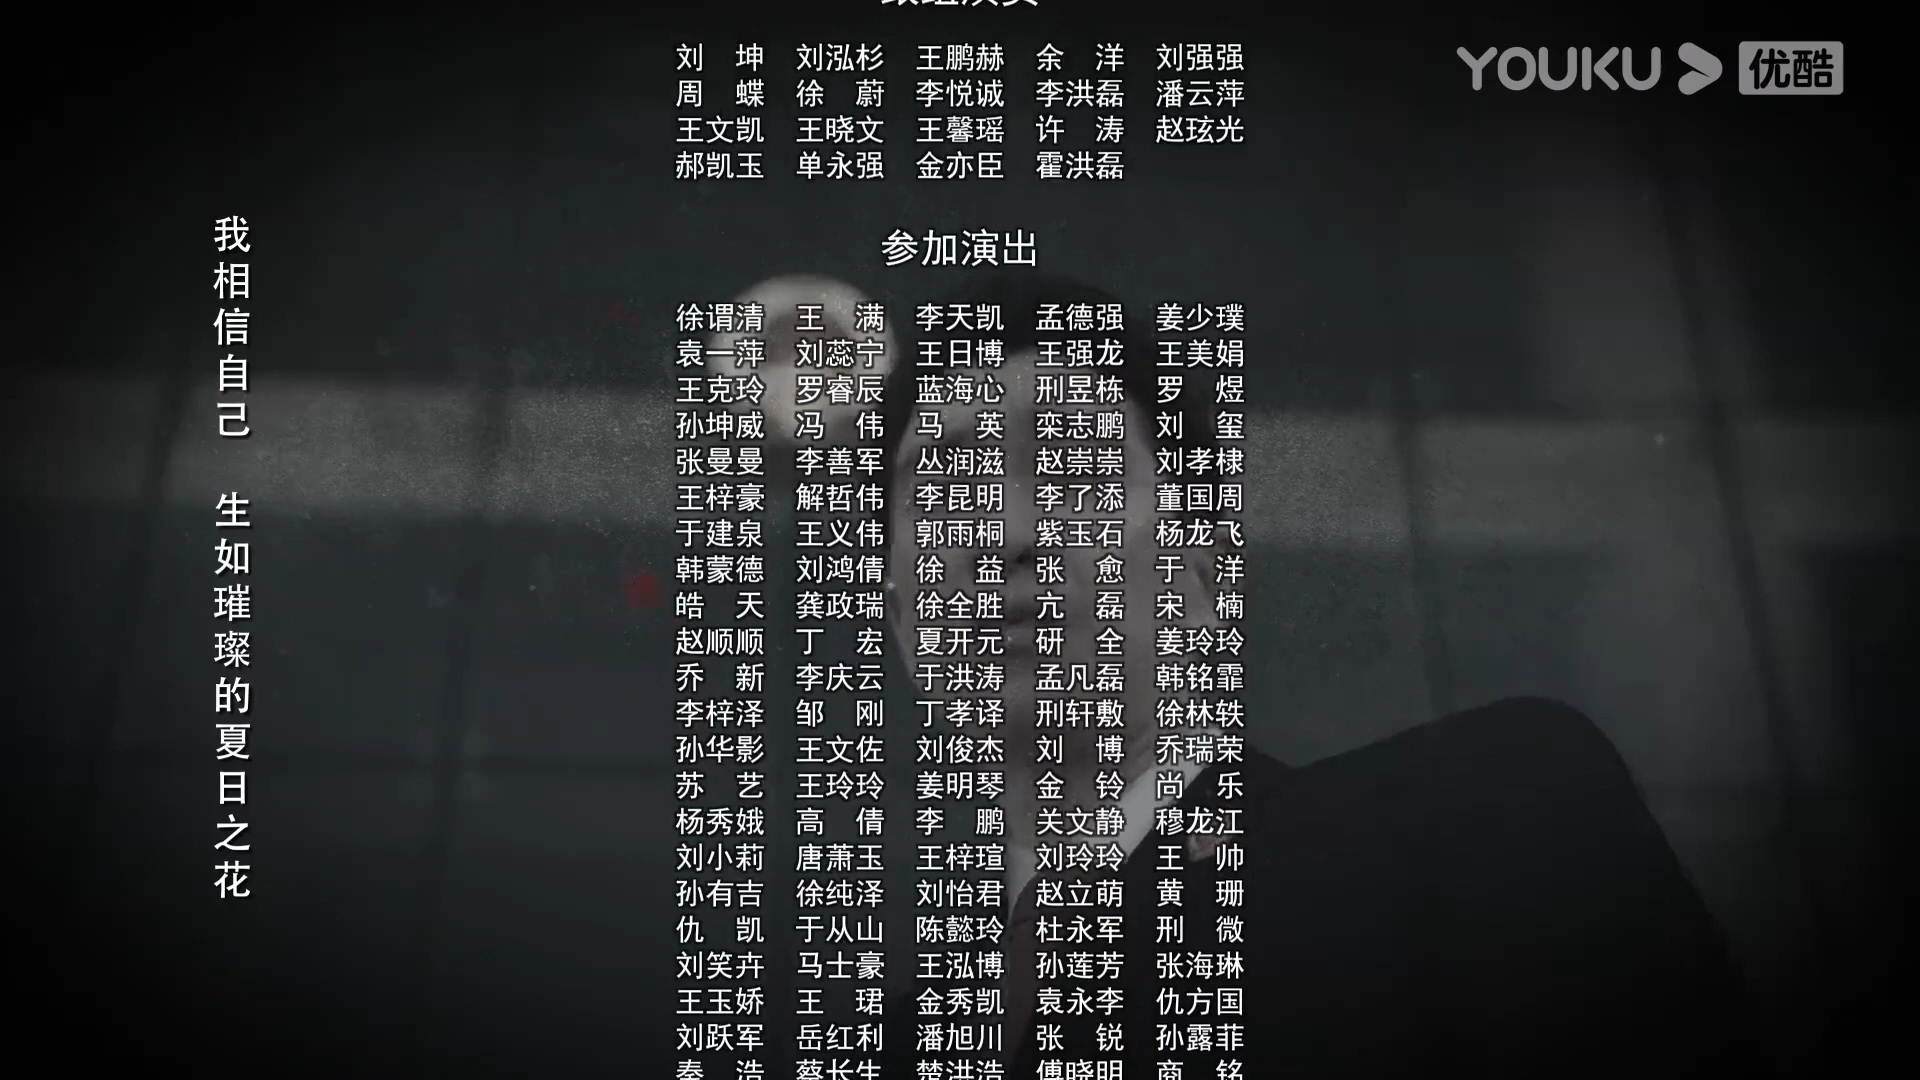 跟组演员
刘　坤　刘泓杉　王鹏赫　余　洋　刘强强
周　蝶　徐　蔚　李悦诚　李洪磊　潘云萍
王文凯　王晓文　王馨瑶　许　涛　赵玹光
郝凯玉　单永强　金亦臣　霍洪磊
YOUKU 优酷
参加演出
徐谓清　王　满　李天凯　孟德强　姜少璞
袁一萍　刘蕊宁　王日博　王强龙　王美娟
王克玲　罗睿辰　蓝海心　刑昱栋　罗　煜
孙坤威　冯　伟　马　英　栾志鹏　刘　玺
张曼曼　李善军　丛润滋　赵崇崇　刘孝棣
王梓豪　解哲伟　李昆明　李了添　董国周
于建泉　王义伟　郭雨桐　紫玉石　杨龙飞
韩蒙德　刘鸿倩　徐　益　张　愈　于　洋
皓　天　龚政瑞　徐全胜　亢　磊　宋　楠
赵顺顺　丁　宏　夏开元　研　全　姜玲玲
乔　新　李庆云　于洪涛　孟凡磊　韩铭霏
李梓泽　邹　刚　丁孝译　刑轩敷　徐林轶
孙华影　王文佐　刘俊杰　刘　博　乔瑞荣
苏　艺　王玲玲　姜明琴　金　铃　尚　乐
杨秀娥　高　倩　李　鹏　关文静　穆龙江
刘小莉　唐萧玉　王梓瑄　刘玲玲　王　帅
孙有吉　徐纯泽　刘怡君　赵立萌　黄　珊
仇　凯　于从山　陈懿玲　杜永军　刑　微
刘笑卉　马士豪　王泓博　孙莲芳　张海琳
王玉娇　王　珺　金秀凯　袁永李　仇方国
刘跃军　岳红利　潘旭川　张　锐　孙露菲
秦　浩　蔡长生　楚洪浩　傅晓明　商　铭
我相信自己　生如璀璨的夏日之花